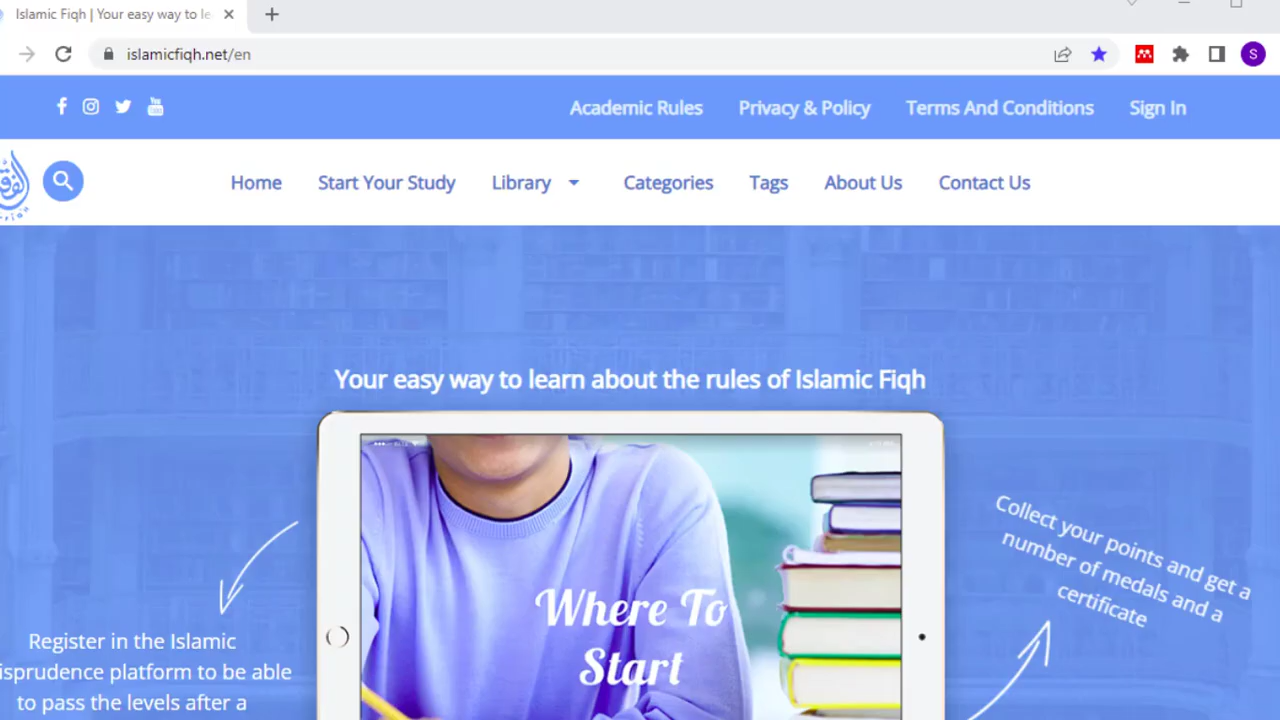 Islamic Fiqh | Your easy way to le
islamicfiqh.net/en
S
Academic Rules
Privacy & Policy
Terms And Conditions
Sign In
Home
Start Your Study
Library
Categories
Tags
About Us
Contact Us
Your easy way to learn about the rules of Islamic Fiqh
Where To
Start
Register in the Islamic
isprudence platform to be able
to pass the levels after a
Collect your points and get a
number of medals and a
certificate